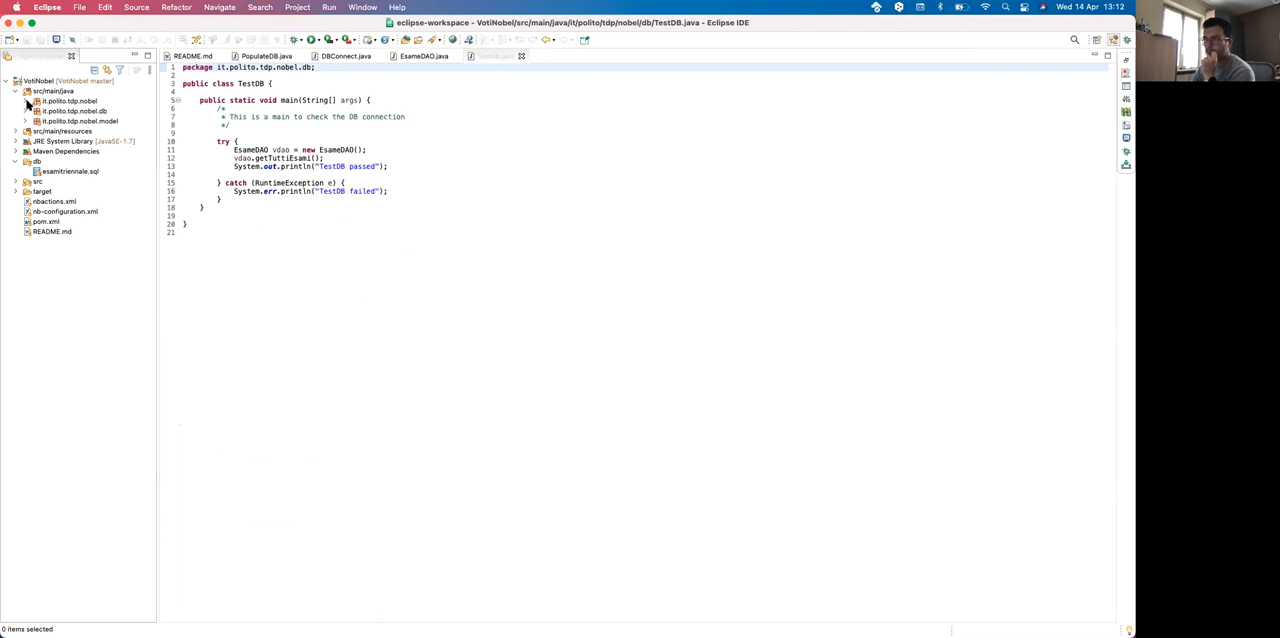 Eclipse File Edit Source Refactor Navigate Search Project Run Window Help Wed 14 Apr 13:12
eclipse-workspace - VotiNobel/src/main/java/it/polito/tdp/nobel/db/TestDB.java - Eclipse IDE
README.md PopulateDB.java DBConnect.java EsameDAO.java TestDB.java
VotiNobel [VotiNobel master]
src/main/java
it.polito.tdp.nobel
it.polito.tdp.nobel.db
it.polito.tdp.nobel.model
src/main/resources
JRE System Library [JavaSE-1.7]
Maven Dependencies
db
esamitriennale.sql
src
target
nbactions.xml
nb-configuration.xml
pom.xml
README.md
1 package it.polito.tdp.nobel.db;
2
3 public class TestDB {
4
5 public static void main(String[] args) {
6 /*
7 * This is a main to check the DB connection
8 */
9
10 try {
11 EsameDAO vdao = new EsameDAO();
12 vdao.getTuttiEsami();
13 System.out.println("TestDB passed");
14
15 } catch (RuntimeException e) {
16 System.err.println("TestDB failed");
17 }
18 }
19
20 }
21
0 items selected